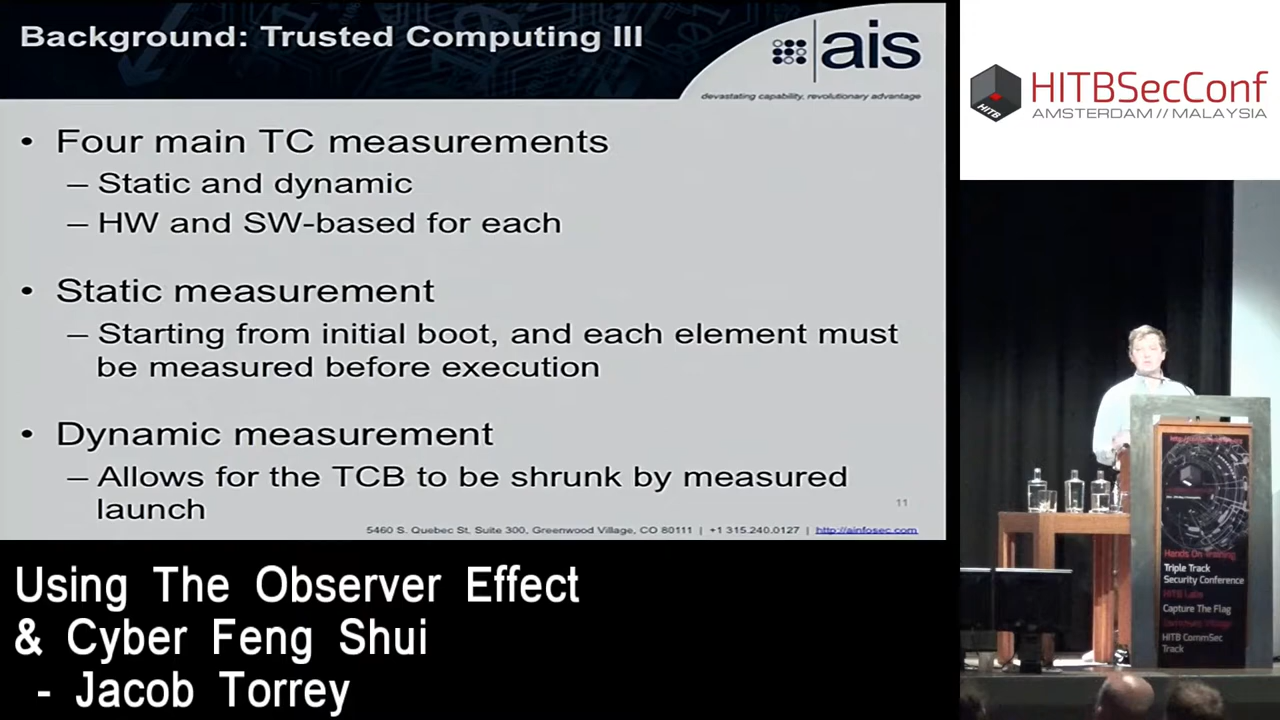 Background: Trusted Computing III
ais
devastating capability, revolutionary advantage
• Four main TC measurements
– Static and dynamic
– HW and SW-based for each
• Static measurement
– Starting from initial boot, and each element must
be measured before execution
• Dynamic measurement
– Allows for the TCB to be shrunk by measured
launch
11
5460 S. Quebec St, Suite 300, Greenwood Village, CO 80111 | +1 315.240.0127 | http://ainfosec.com
Using The Observer Effect
& Cyber Feng Shui
- Jacob Torrey
HITBSecConf
AMSTERDAM // MALAYSIA
HITB
Hands On Training
Triple Track
Security Conference
HITB Labs
Capture The Flag
HITB CommSec
Track